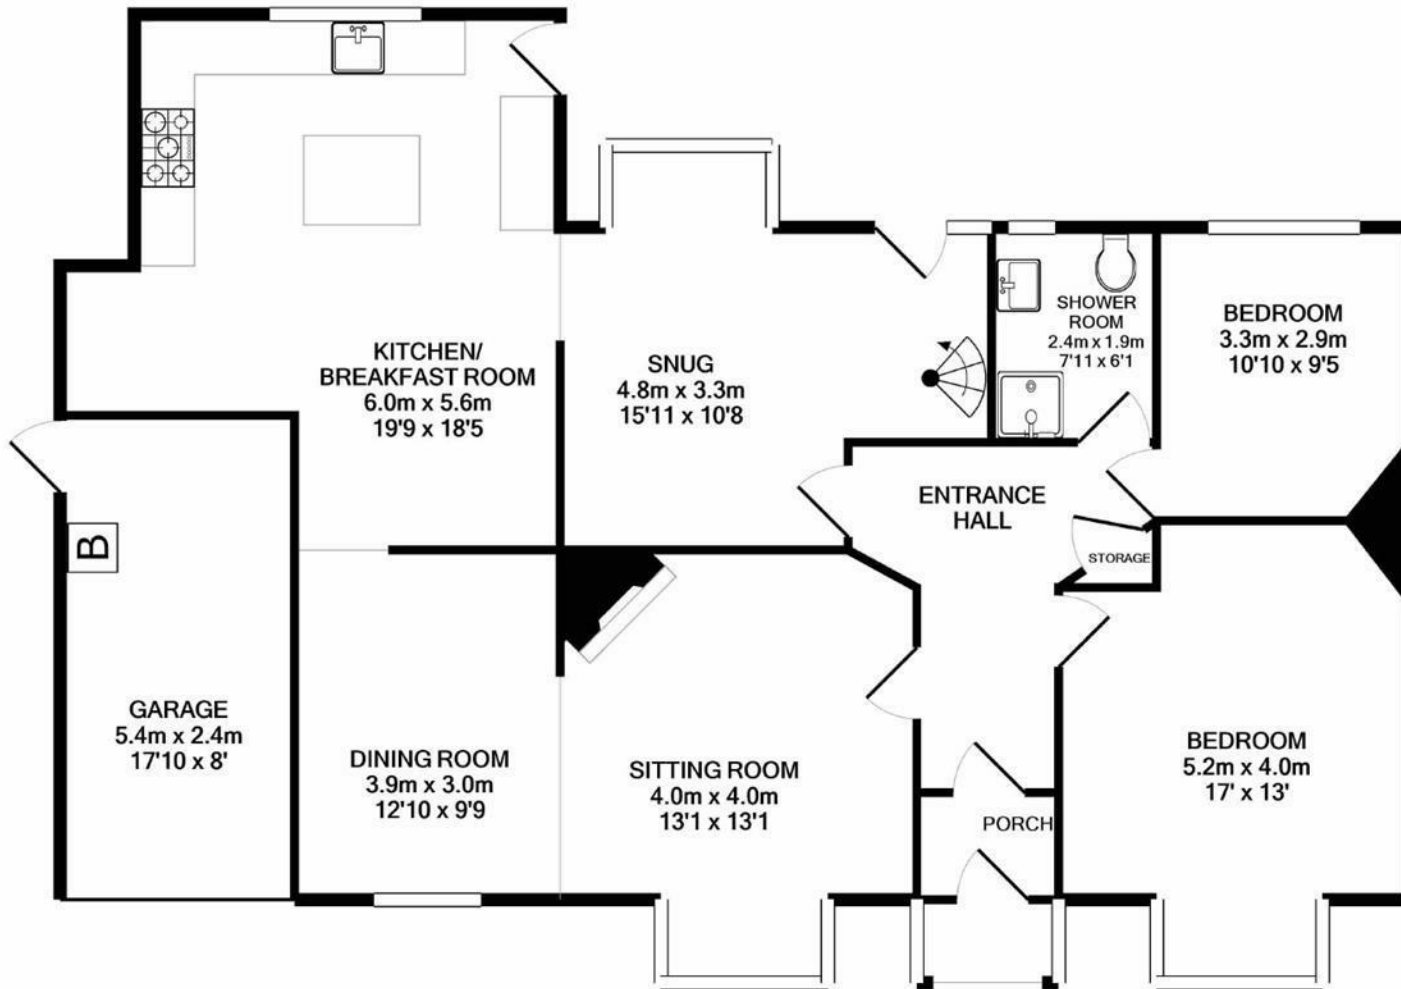 KITCHEN/
BREAKFAST ROOM
6.0m x 5.6m
19'9 x 18'5
SNUG
4.8m x 3.3m
15'11 x 10'8
SHOWER
ROOM
2.4m x 1.9m
7'11 x 6'1
BEDROOM
3.3m x 2.9m
10'10 x 9'5
ENTRANCE
HALL
STORAGE
B
GARAGE
5.4m x 2.4m
17'10 x 8'
DINING ROOM
3.9m x 3.0m
12'10 x 9'9
SITTING ROOM
4.0m x 4.0m
13'1 x 13'1
PORCH
BEDROOM
5.2m x 4.0m
17' x 13'